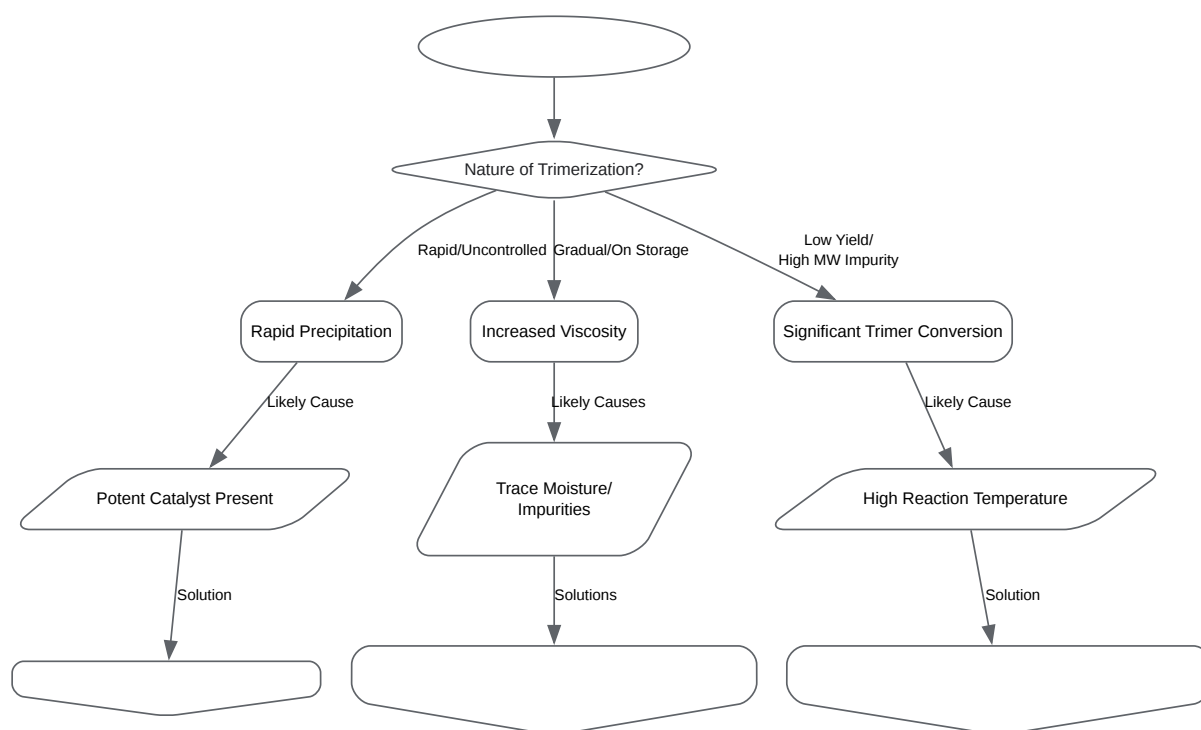 Nature of Trimerization?
Rapid/Uncontrolled
Gradual/On Storage
Low Yield/
High MW Impurity
Rapid Precipitation
Increased Viscosity
Significant Trimer Conversion
Likely Cause
Likely Causes
Likely Cause
Potent Catalyst Present
Trace Moisture/
Impurities
High Reaction Temperature
Solution
Solutions
Solution